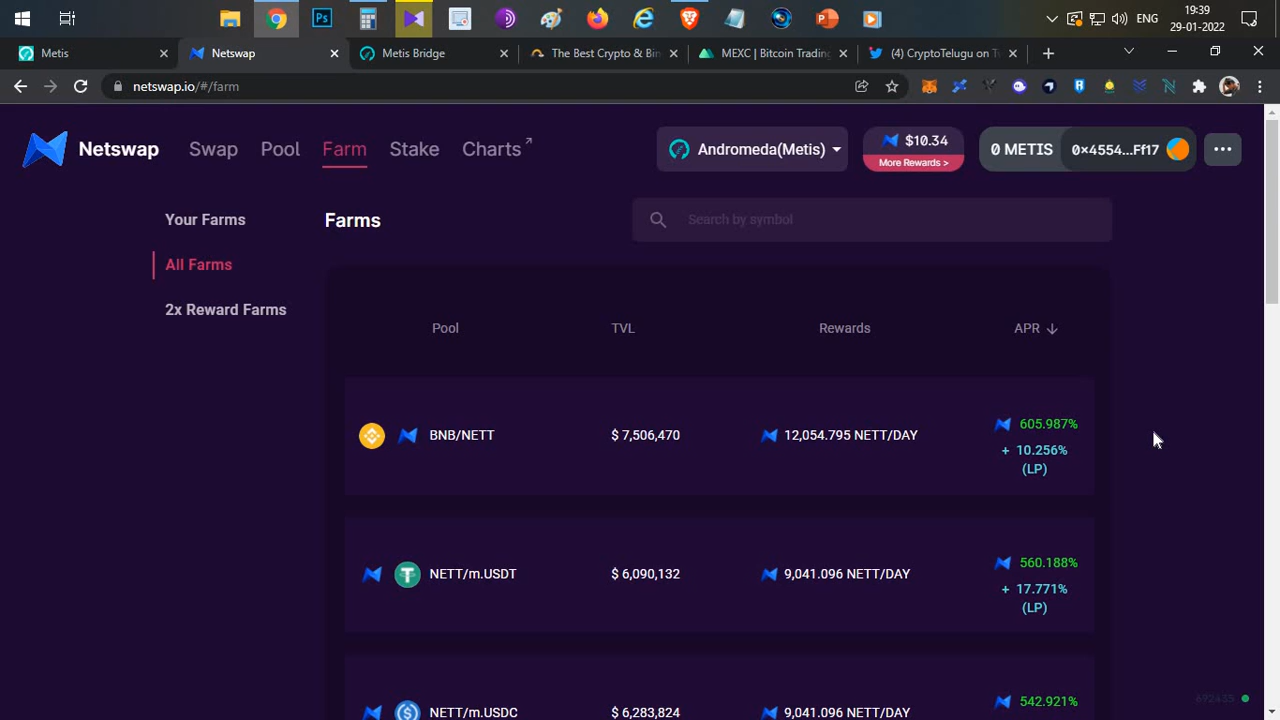 19:39
ENG
29-01-2022
Metis
Netswap
Metis Bridge
The Best Crypto & Bin
MEXC | Bitcoin Trading
(4) CryptoTelugu on T
netswap.io/#/farm
Netswap
Swap
Pool
Farm
Stake
Charts
Andromeda(Metis)
$10.34
More Rewards >
0 METIS
0x4554...Ff17
Your Farms
Farms
Search by symbol
All Farms
2x Reward Farms
Pool
TVL
Rewards
APR
BNB/NETT
$ 7,506,470
12,054.795 NETT/DAY
605.987%
+ 10.256%
(LP)
NETT/m.USDT
$ 6,090,132
9,041.096 NETT/DAY
560.188%
+ 17.771%
(LP)
NETT/m.USDC
$ 6,283,824
9,041.096 NETT/DAY
542.921%